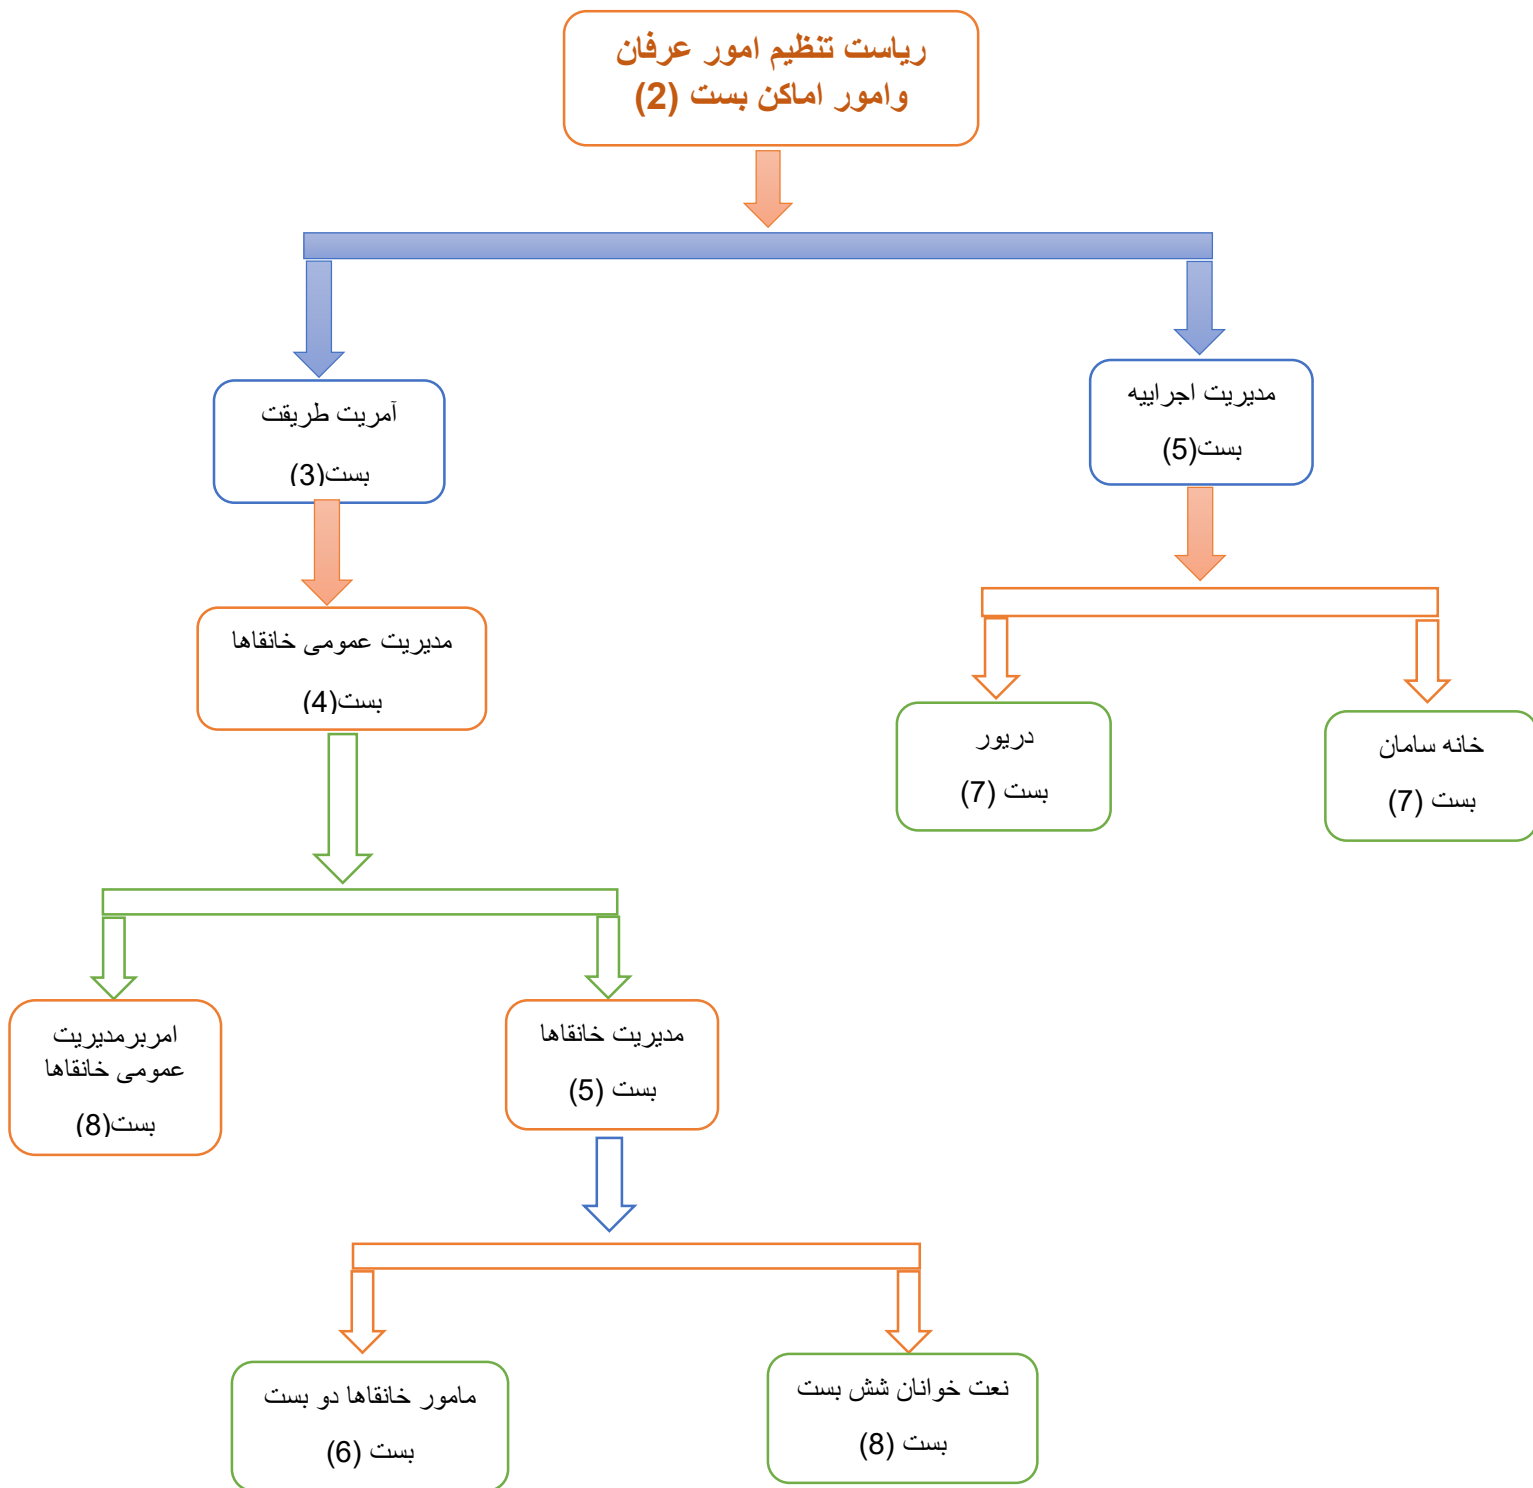 ریاست تنظیم امور عرفان
وامور اماکن بست (2)
مدیریت اجراییه
بست(5)
آمریت طریقت
بست(3)
مدیریت عمومی خانقاها
بست(4)
خانه سامان
بست (7)
دریور
بست (7)
مدیریت خانقاها
بست (5)
امربرمدیریت
عمومی خانقاها
بست(8)
نعت خوانان شش بست
بست (8)
مامور خانقاها دو بست
بست (6)